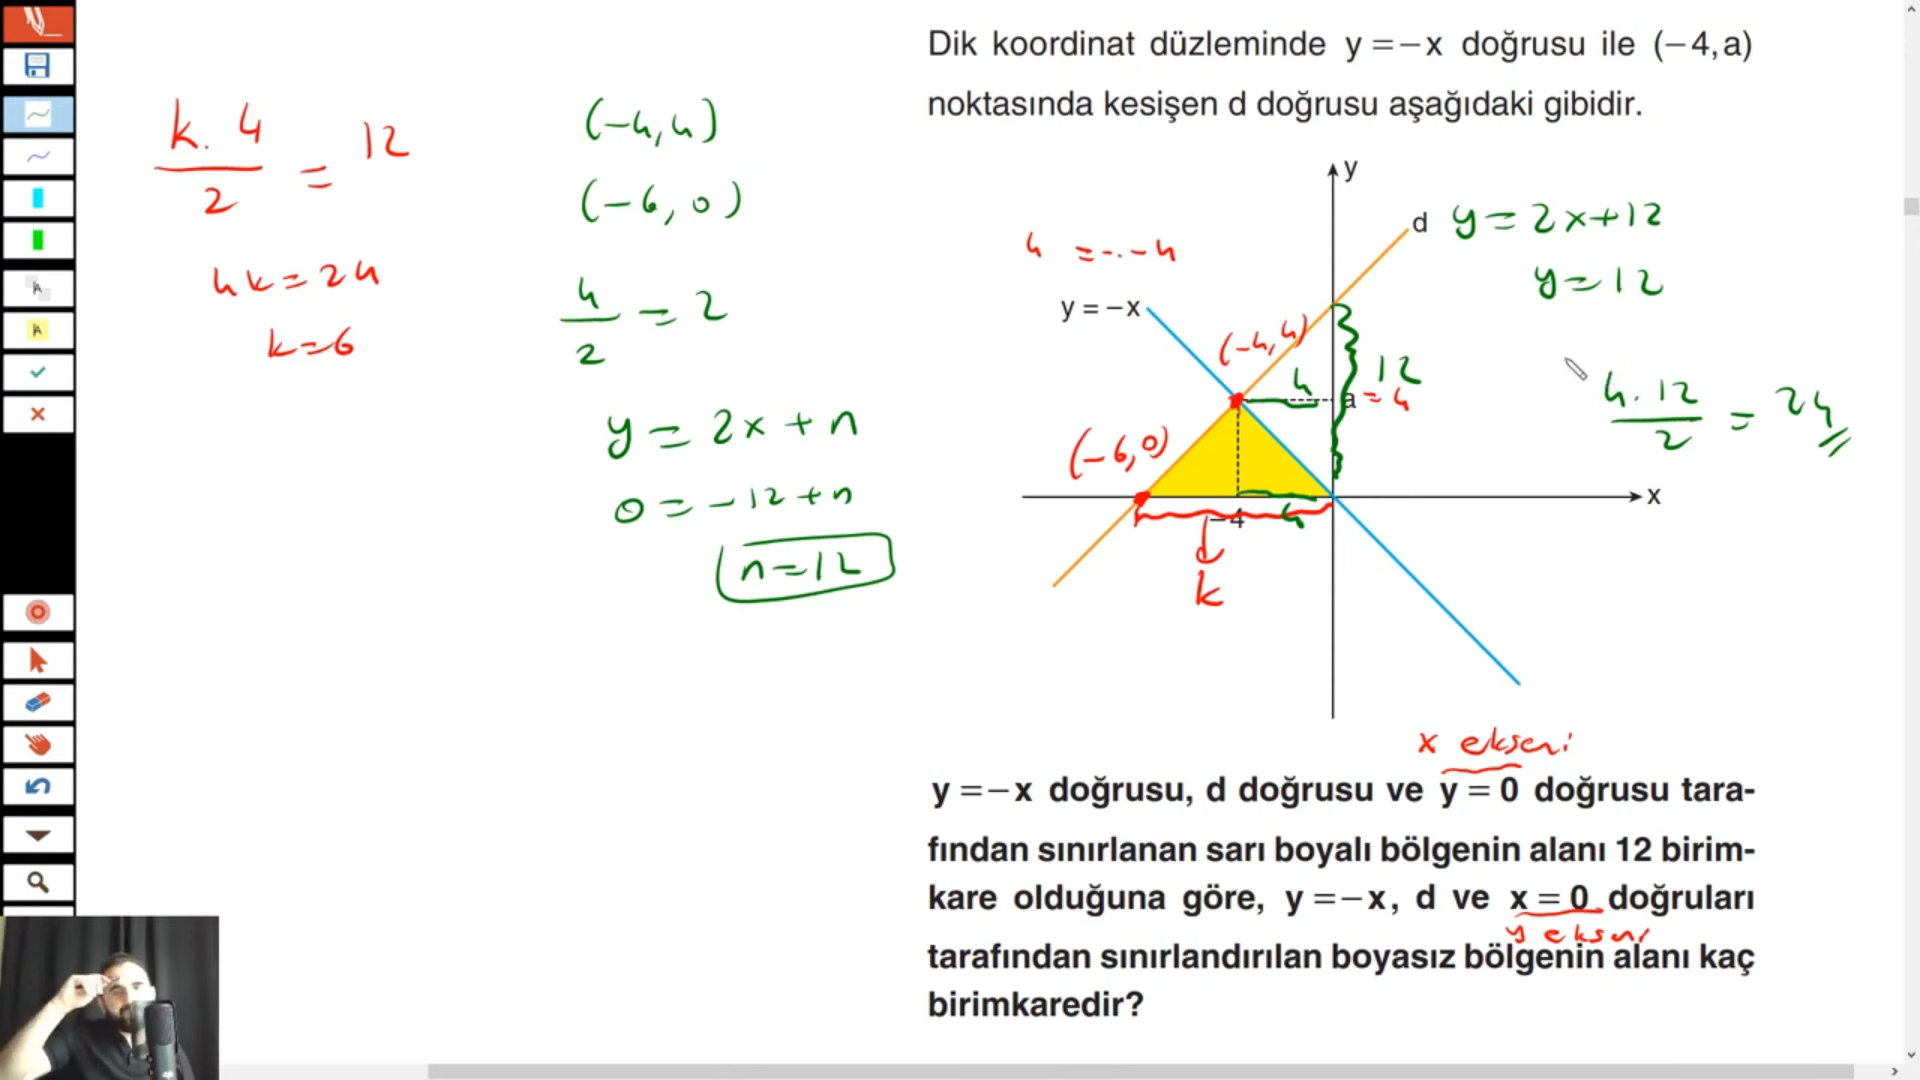 Dik koordinat düzleminde y = − x doğrusu ile (− 4, a)
noktasında kesişen d doğrusu aşağıdaki gibidir.
k. 4
2
= 12
4k = 24
k = 6
(-4,4)
(-6,0)
4
2
= 2
y = 2x + n
0 = -12 + n
n = 12
y
d
y = 2x+12
y = 12
4 = -.-4
y = −x
(-4,4)
4
12
a = 4
(-6,0)
x
−4
4
k
4.12
2
= 24
x ekseni
y = − x doğrusu, d doğrusu ve y = 0 doğrusu tara-
fından sınırlanan sarı boyalı bölgenin alanı 12 birim-
kare olduğuna göre, y = − x, d ve x = 0 doğruları
y ekseni
tarafından sınırlandırılan boyasız bölgenin alanı kaç
birimkaredir?